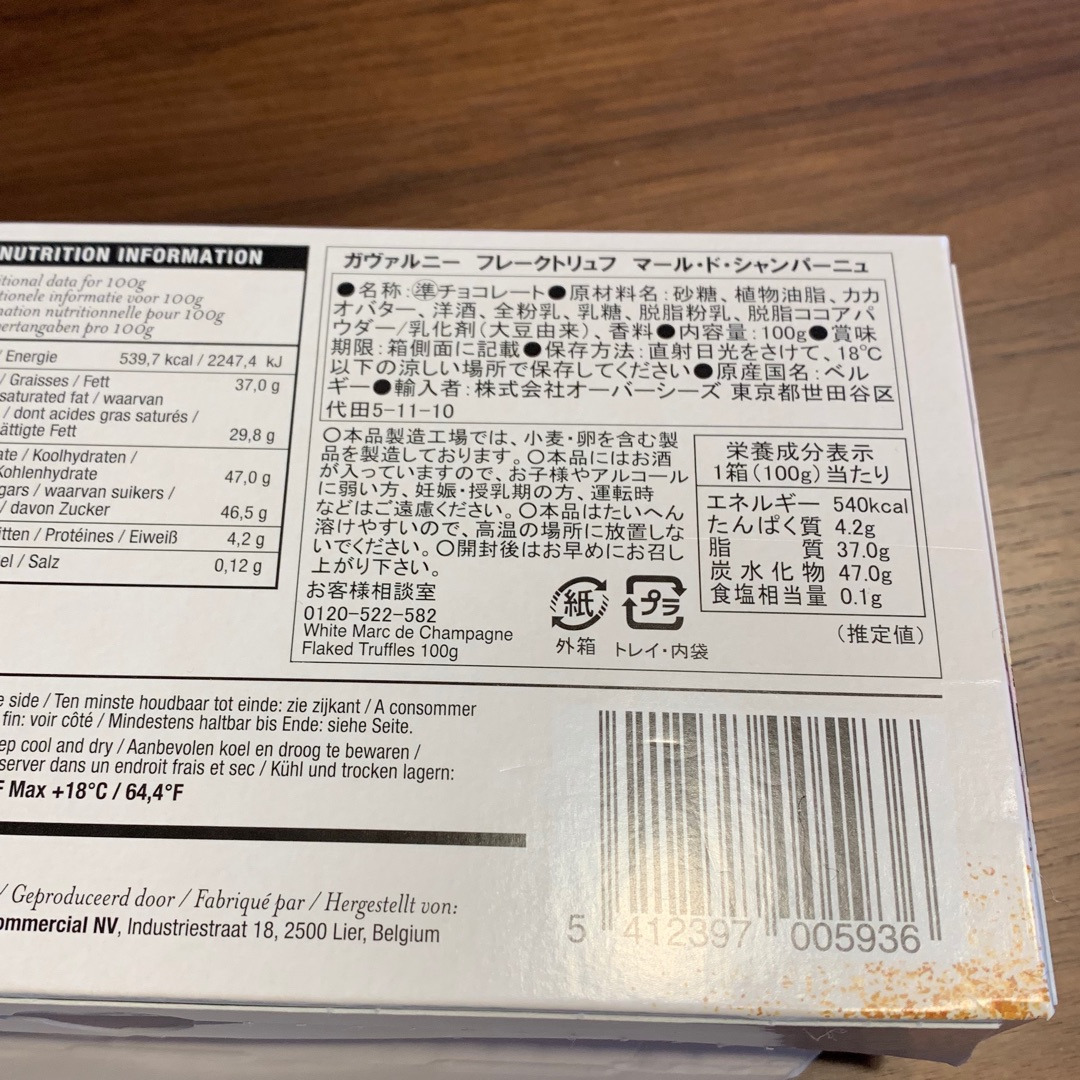 NUTRITION INFORMATION
itional data for 100g
tionele informatie voor 100g
mation nutritionnelle pour 100g
ertangaben pro 100g
/ Energie 539,7 kcal / 2247,4 kJ
/ Graisses / Fett 37,0 g
saturated fat / waarvan
/ dont acides gras saturés /
ättigte Fett 29,8 g
ate / Koolhydraten /
Kohlenhydrate 47,0 g
gars / waarvan suikers /
/ davon Zucker 46,5 g
itten / Protéines / Eiweiß 4,2 g
el / Salz 0,12 g
ガヴァルニー フレークトリュフ マール・ド・シャンパーニュ
●名称:㊜チョコレート●原材料名:砂糖、植物油脂、カカ
オバター、洋酒、全粉乳、乳糖、脱脂粉乳、脱脂ココアパ
ウダー/乳化剤(大豆由来)、香料●内容量:100g●賞味
期限:箱側面に記載●保存方法:直射日光をさけて、18℃
以下の涼しい場所で保存してください●原産国名:ベル
ギー●輸入者:株式会社オーバーシーズ 東京都世田谷区
代田5-11-10
〇本品製造工場では、小麦・卵を含む製
品を製造しております。〇本品にはお酒
が入っていますので、お子様やアルコール
に弱い方、妊娠・授乳期の方、運転時
などはご遠慮ください。〇本品はたいへん
溶けやすいので、高温の場所に放置しな
いでください。〇開封後はお早めにお召し
上がり下さい。
お客様相談室
0120-522-582
White Marc de Champagne
Flaked Truffles 100g
紙
外箱
プラ
トレイ・内袋
栄養成分表示
1箱(100g)当たり
エネルギー 540kcal
たんぱく質 4.2g
脂 質 37.0g
炭水化物 47.0g
食塩相当量 0.1g
(推定値)
e side / Ten minste houdbaar tot einde: zie zijkant / A consommer
fin: voir côté / Mindestens haltbar bis Ende: siehe Seite.
ep cool and dry / Aanbevolen koel en droog te bewaren /
server dans un endroit frais et sec / Kühl und trocken lagern:
F Max +18°C / 64,4°F
/ Geproduceerd door / Fabriqué par / Hergestellt von:
ommercial NV, Industriestraat 18, 2500 Lier, Belgium
5 412397 005936